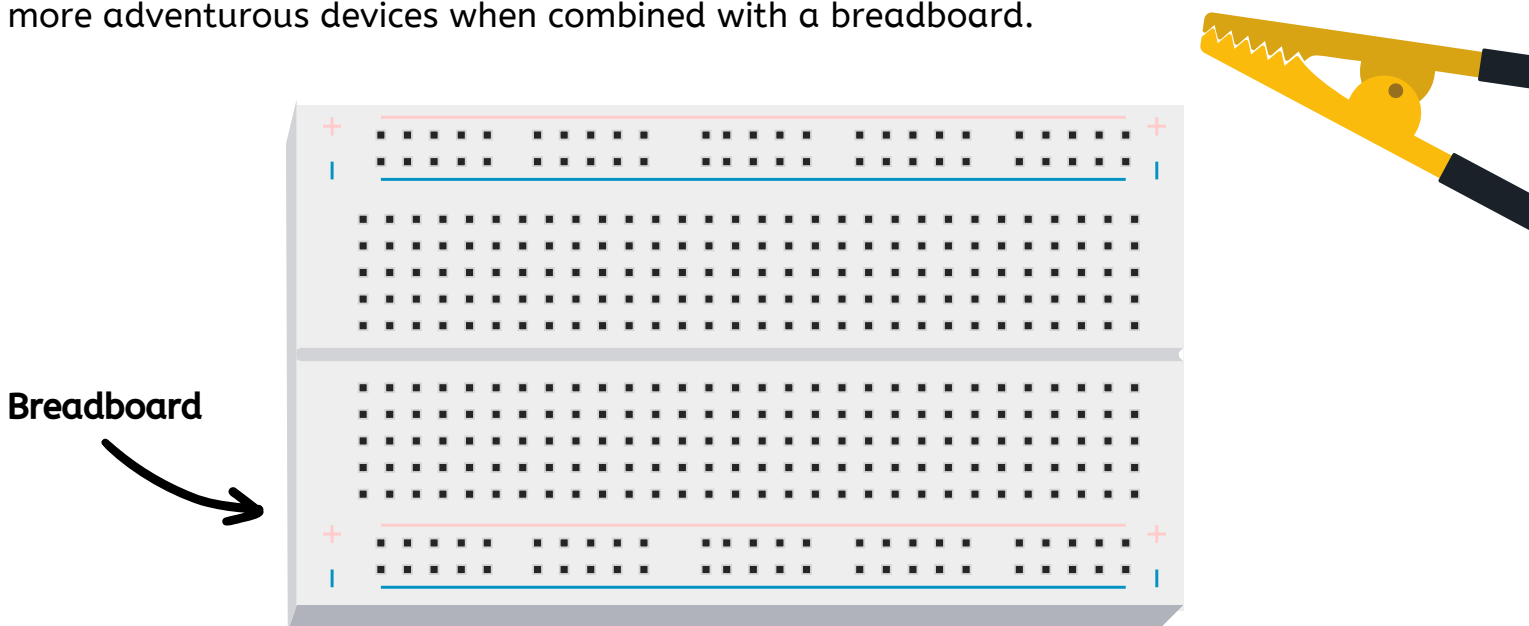 more adventurous devices when combined with a breadboard.
+ +
Breadboard
+ +